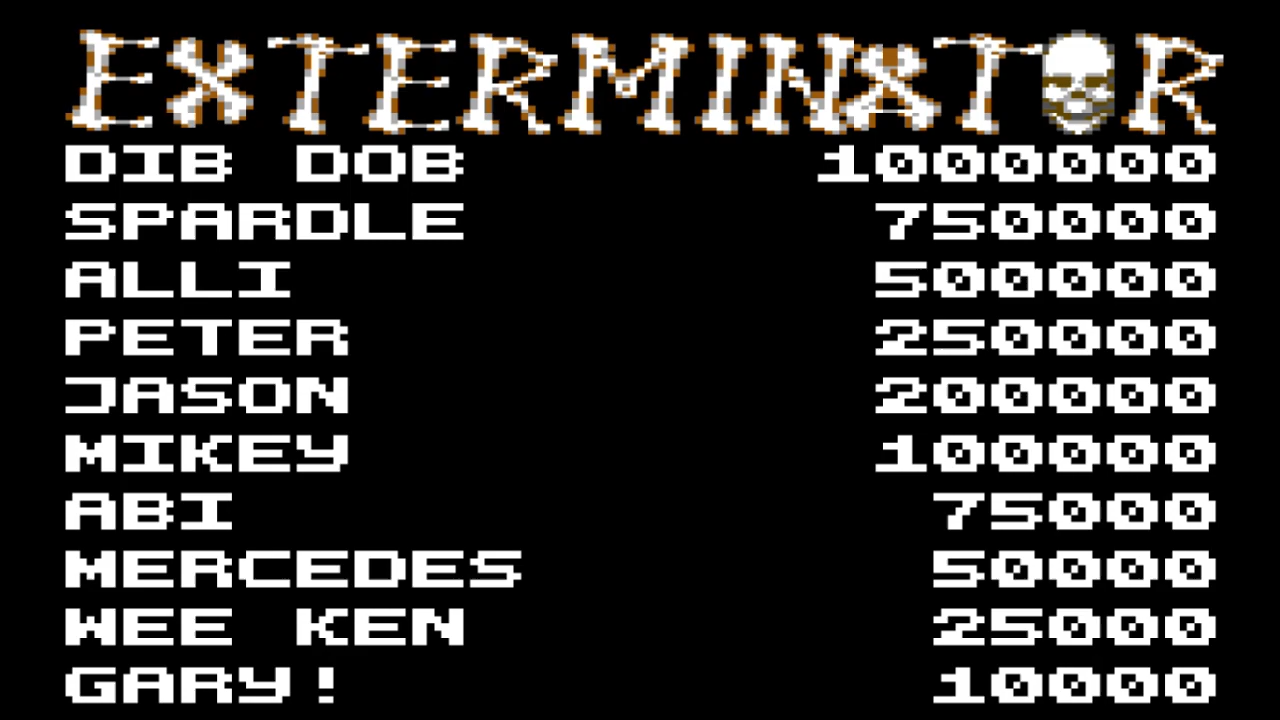 EXTERMINATOR
DIB DOB 1000000
SPARDLE 750000
ALLI 500000
PETER 250000
JASON 200000
MIKEY 100000
ABI 75000
MERCEDES 50000
WEE KEN 25000
GARY! 10000